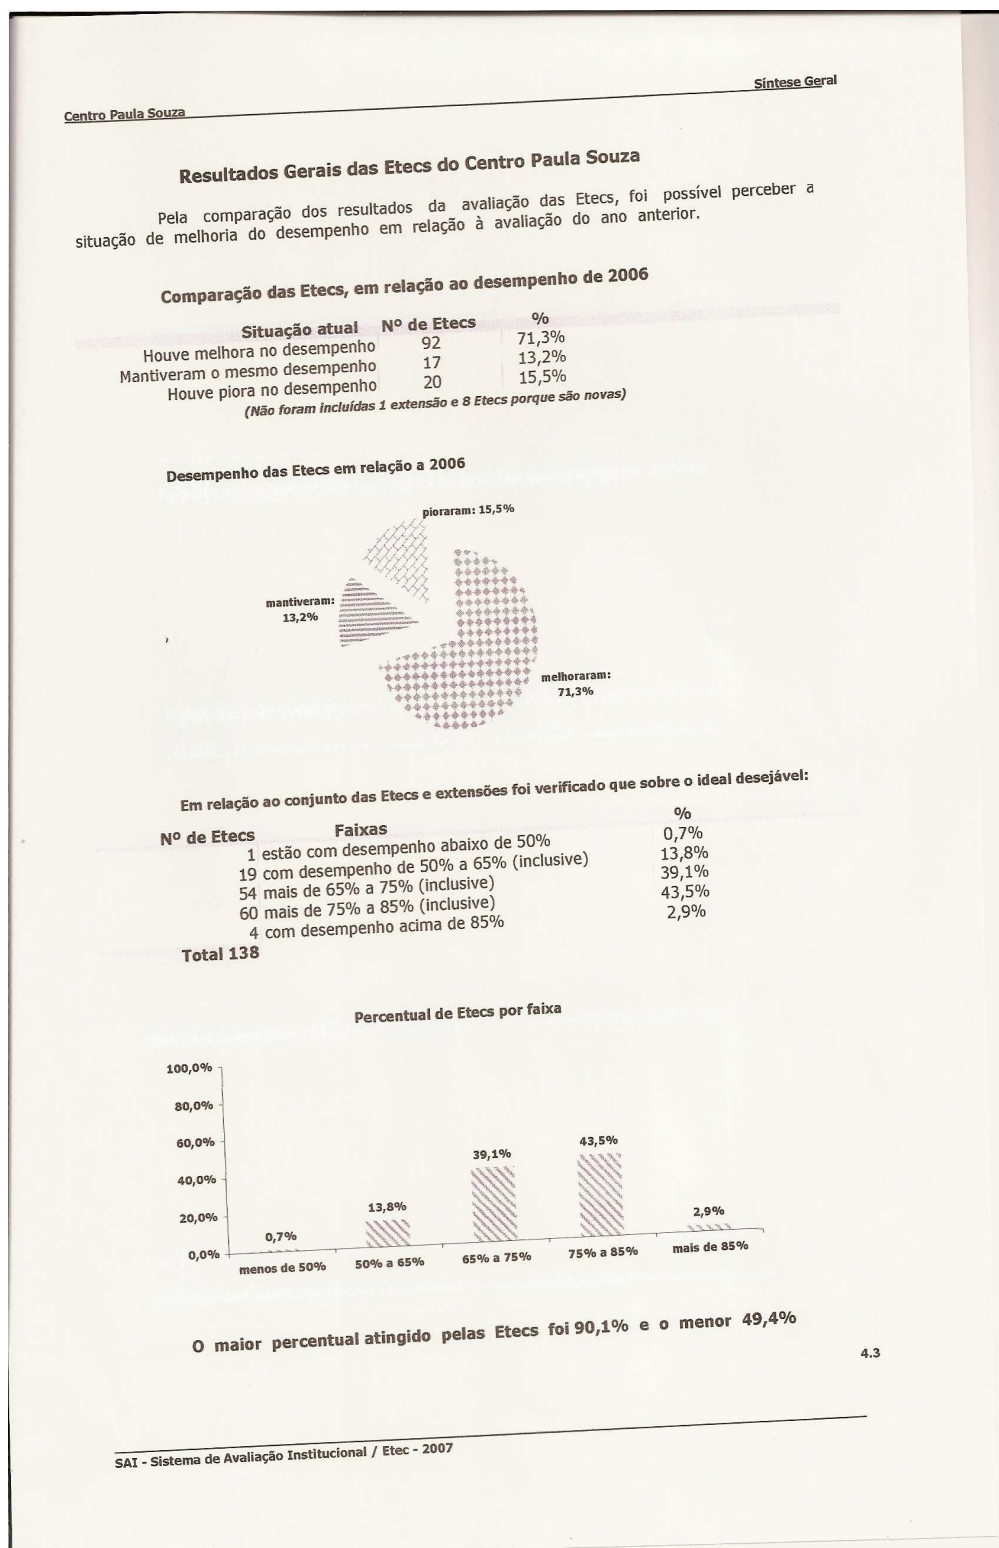 Centro Paula Souza
Síntese Geral
Resultados Gerais das Etecs do Centro Paula Souza
Pela comparação dos resultados da avaliação das Etecs, foi possível perceber a
situação de melhoria do desempenho em relação à avaliação do ano anterior.
Comparação das Etecs, em relação ao desempenho de 2006
Situação atual Nº de Etecs %
Houve melhora no desempenho 92 71,3%
Mantiveram o mesmo desempenho 17 13,2%
Houve piora no desempenho 20 15,5%
(Não foram incluídas 1 extensão e 8 Etecs porque são novas)
Desempenho das Etecs em relação a 2006
pioraram: 15,5%
mantiveram:
13,2%
melhoraram:
71,3%
Em relação ao conjunto das Etecs e extensões foi verificado que sobre o ideal desejável:
Nº de Etecs Faixas %
1 estão com desempenho abaixo de 50% 0,7%
19 com desempenho de 50% a 65% (inclusive) 13,8%
54 mais de 65% a 75% (inclusive) 39,1%
60 mais de 75% a 85% (inclusive) 43,5%
4 com desempenho acima de 85% 2,9%
Total 138
Percentual de Etecs por faixa
100,0%
80,0%
60,0%
40,0%
20,0%
0,0%
0,7%
13,8%
39,1%
43,5%
2,9%
menos de 50% 50% a 65% 65% a 75% 75% a 85% mais de 85%
O maior percentual atingido pelas Etecs foi 90,1% e o menor 49,4%
4.3
SAI - Sistema de Avaliação Institucional / Etec - 2007